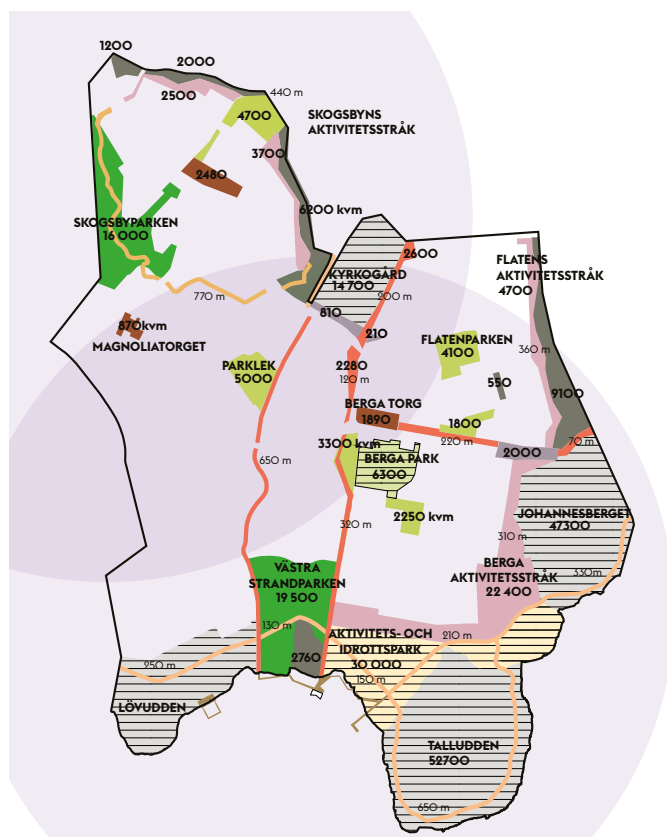 1200
2000
2500
440 m
4700
SKOGSBYNS
AKTIVITETSSTRÅK
3700
2480
6200 kvm
SKOGSBYPARKEN
16 000
2600
KYRKOGÅRD
14 700
200 m
FLATENS
AKTIVITETSSTRÅK
4700
770 m
810
870kvm
MAGNOLIATORGET
210
FLATENPARKEN
4100
360 m
PARKLEK
5000
2280
120 m
550
9100
BERGA TORG
1890
1800
220 m
70 m
3300 kvm
2000
BERGA PARK
6300
650 m
2250 kvm
JOHANNESBERGET
47300
320 m
310 m
VÄSTRA
STRANDPARKEN
19 500
BERGA
AKTIVITETSSTRÅK
22 400
330m
130 m
AKTIVITETS- OCH
IDROTTSPARK
30 000
210 m
2760
250 m
150 m
LÖVUDDEN
TALLUDDEN
52700
650 m